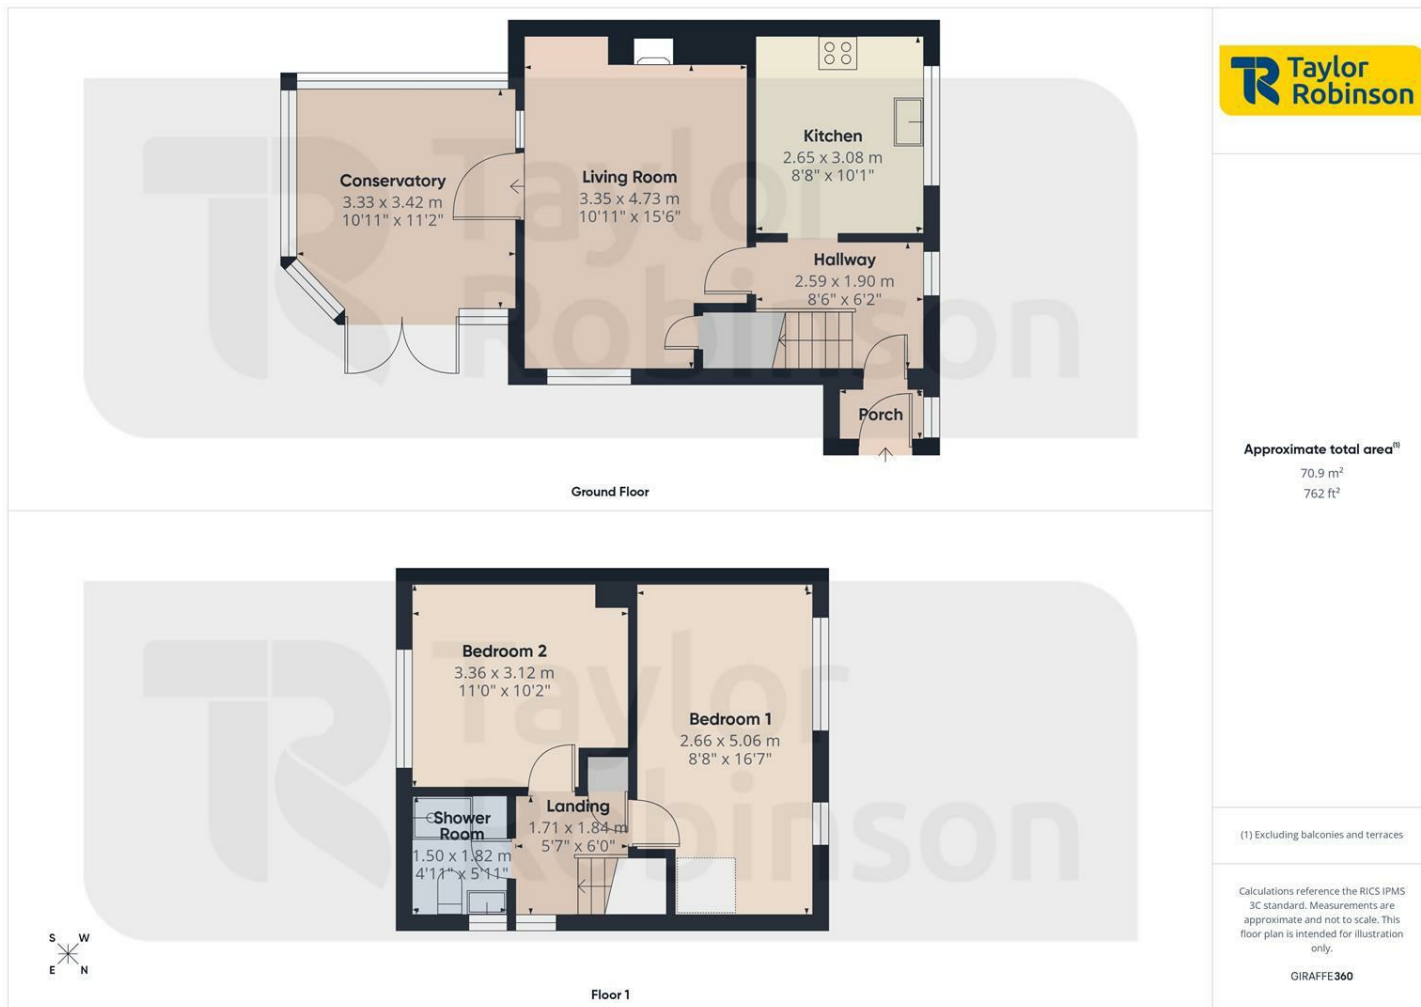 Taylor
Robinson
Conservatory
3.33 x 3.42 m
10'11" x 11'2"
Living Room
3.35 x 4.73 m
10'11" x 15'6"
Kitchen
2.65 x 3.08 m
8'8" x 10'1"
Hallway
2.59 x 1.90 m
8'6" x 6'2"
Porch
Ground Floor
Taylor
Robinson
Bedroom 2
3.36 x 3.12 m
11'0" x 10'2"
Bedroom 1
2.66 x 5.06 m
8'8" x 16'7"
Landing
1.71 x 1.84 m
5'7" x 6'0"
Shower
Room
1.50 x 1.82 m
4'11" x 5'11"
S W
E N
Floor 1
TR Taylor
Robinson
Approximate total area(1)
70.9 m²
762 ft²
(1) Excluding balconies and terraces
Calculations reference the RICS IPMS
3C standard. Measurements are
approximate and not to scale. This
floor plan is intended for illustration
only.
GIRAFFE360